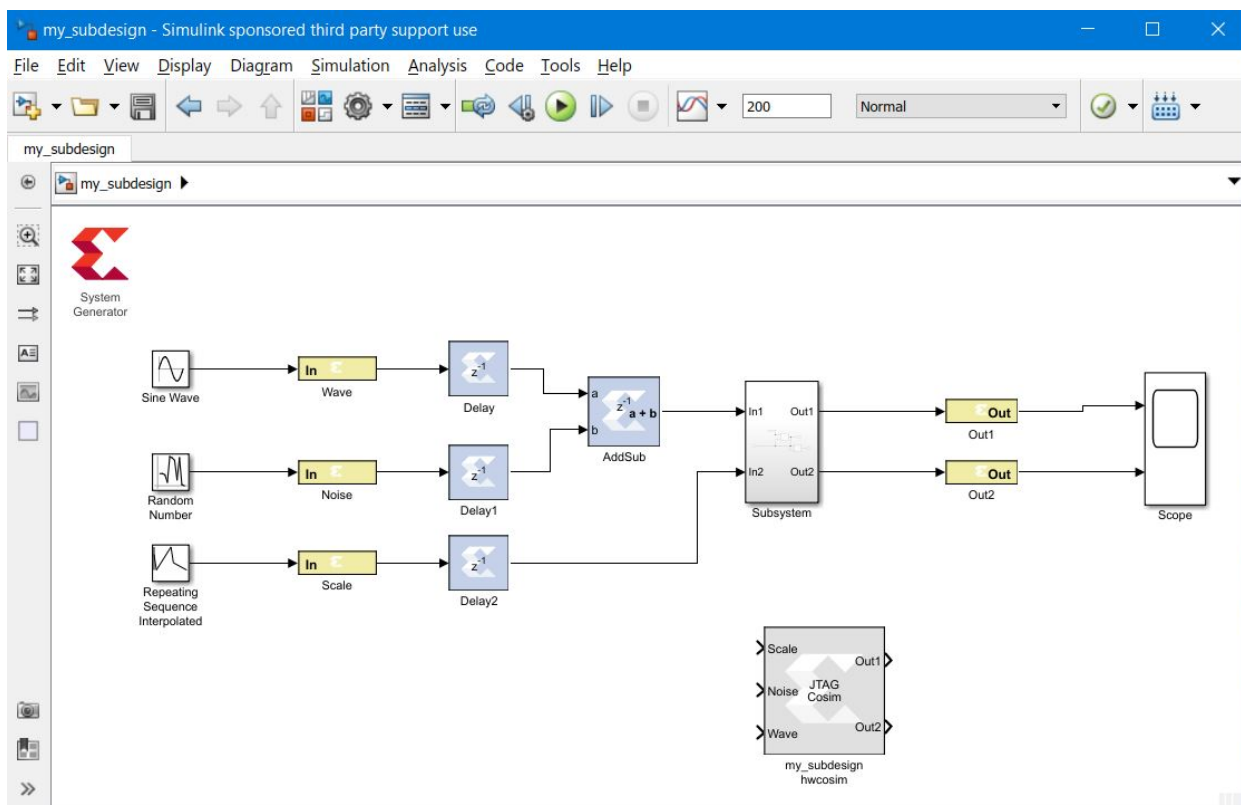 my_subdesign - Simulink sponsored third party support use
File Edit View Display Diagram Simulation Analysis Code Tools Help
200
Normal
my_subdesign
my_subdesign
System
Generator
Sine Wave
In
Wave
z-1
Delay
a
b
z-1
a + b
AddSub
Random
Number
In
Noise
z-1
Delay1
In1
Out1
In2
Out2
Subsystem
Out
Out1
Out
Out2
Scope
Repeating
Sequence
Interpolated
In
Scale
z-1
Delay2
Scale
Noise
Wave
JTAG
Cosim
Out1
Out2
my_subdesign
hwcosim